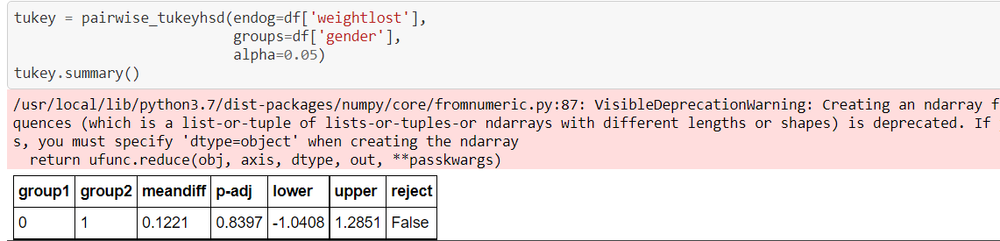 tukey = pairwise_tukeyhsd(endog=df['weightlost'],
groups=df['gender'],
alpha=0.05)
tukey.summary()
/usr/local/lib/python3.7/dist-packages/numpy/core/fromnumeric.py:87: VisibleDeprecationWarning: Creating an ndarray f
quences (which is a list-or-tuple of lists-or-tuples-or ndarrays with different lengths or shapes) is deprecated. If
s, you must specify 'dtype=object' when creating the ndarray
return ufunc.reduce(obj, axis, dtype, out, **passkwargs)
group1 group2 meandiff p-adj lower upper reject
0 1 0.1221 0.8397 -1.0408 1.2851 False